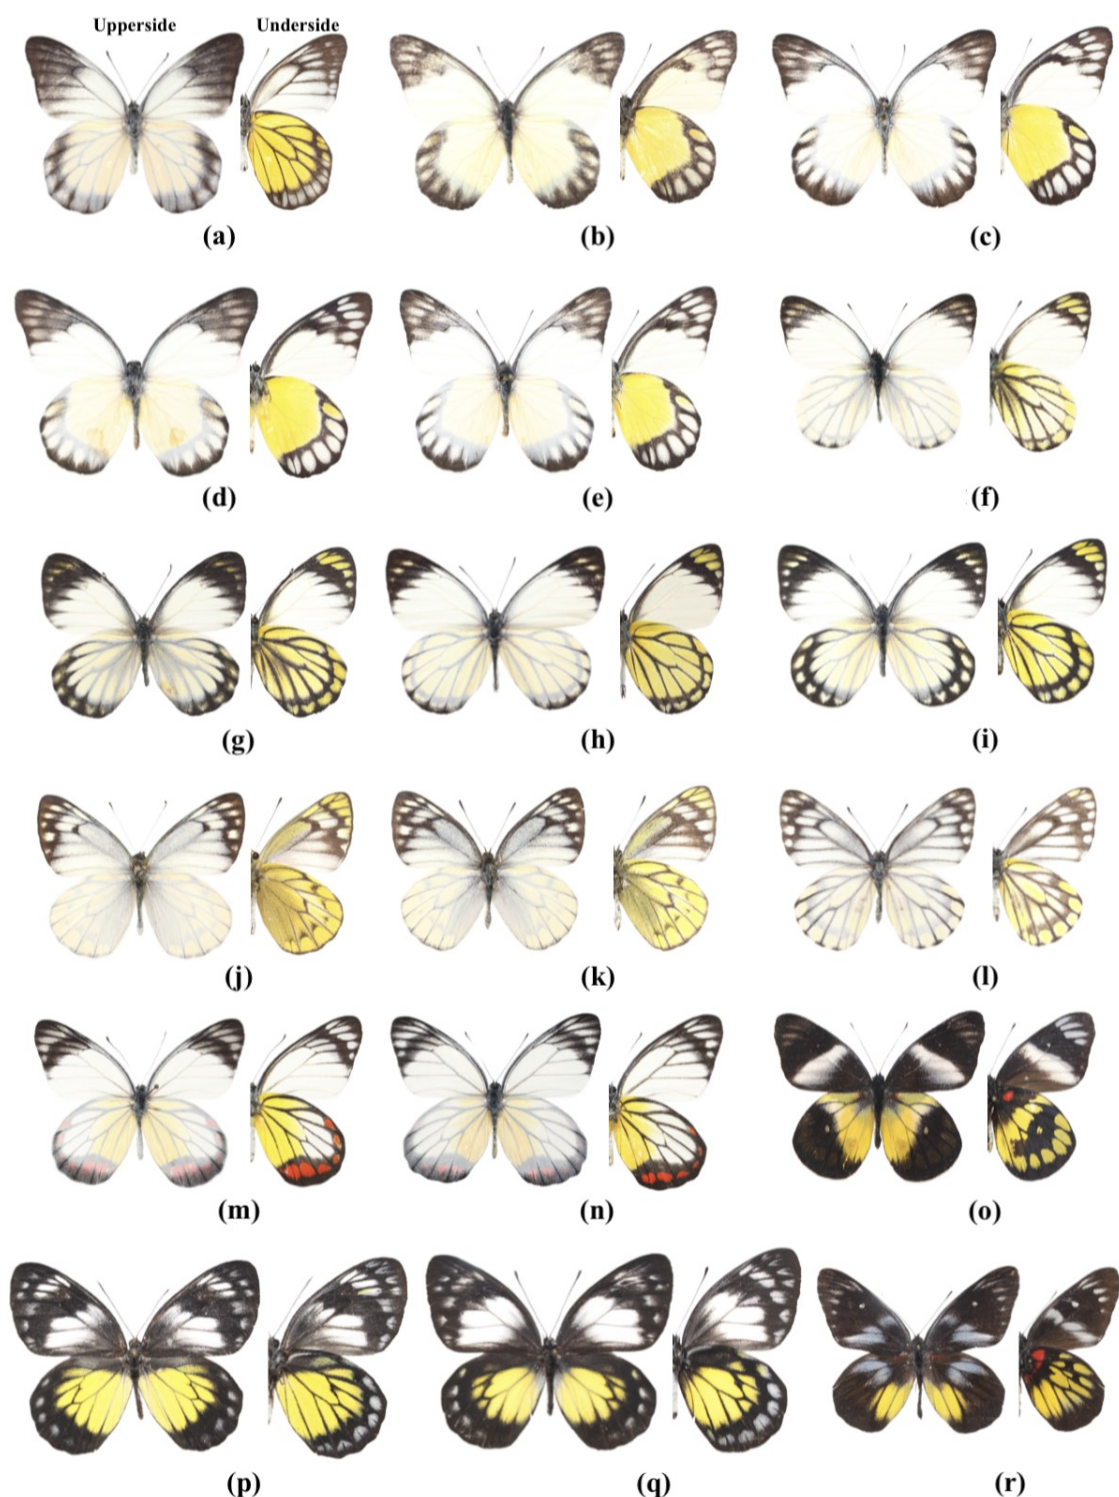 Upperside Underside
(a) (b) (c)
(d) (e) (f)
(g) (h) (i)
(j) (k) (l)
(m) (n) (o)
(p) (q) (r)